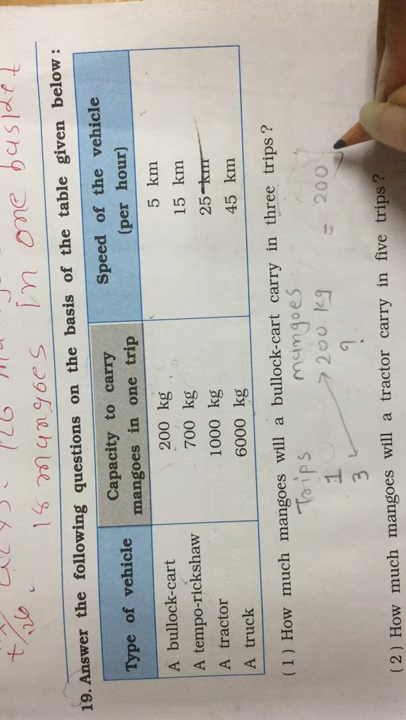 18 mangoes in one basket
19. Answer the following questions on the basis of the table given below :
Type of vehicle Capacity to carry mangoes in one trip Speed of the vehicle (per hour)
A bullock-cart 200 kg 5 km
A tempo-rickshaw 700 kg 15 km
A tractor 1000 kg 25 km
A truck 6000 kg 45 km
(1) How much mangoes will a bullock-cart carry in three trips ?
Trips mangoes
1 → 200 kg = 200
3 ?
(2) How much mangoes will a tractor carry in five trips ?